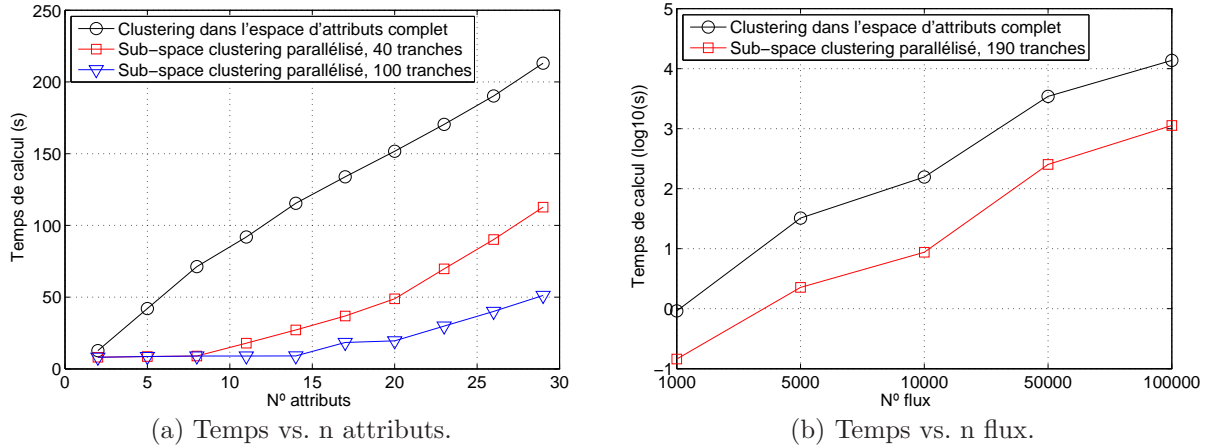 250
200
150
100
50
0
Temps de calcul (s)
Clustering dans l'espace d'attributs complet
Sub-space clustering parallélisé, 40 tranches
Sub-space clustering parallélisé, 100 tranches
0 5 10 15 20 25 30
Nº attributs
(a) Temps vs. n attributs.
5
4
3
2
1
0
−1
Temps de calcul (log10(s))
Clustering dans l'espace d'attributs complet
Sub-space clustering parallélisé, 190 tranches
1000 5000 10000 50000 100000
Nº flux
(b) Temps vs. n flux.